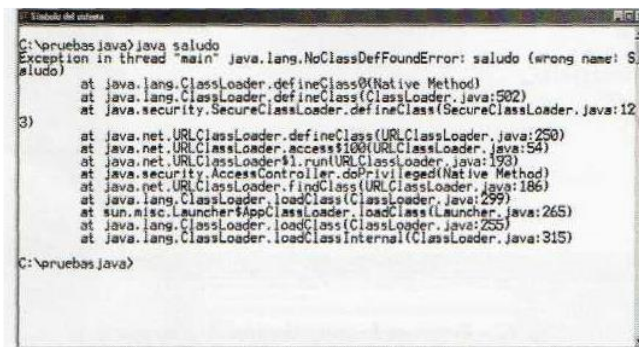 Símbolo del sistema
C:\pruebasjava>java saludo
Exception in thread "main" java.lang.NoClassDefFoundError: saludo (wrong name: S
aludo)
at java.lang.ClassLoader.defineClass0(Native Method)
at java.lang.ClassLoader.defineClass(ClassLoader.java:502)
at java.security.SecureClassLoader.defineClass(SecureClassLoader.java:12
3)
at java.net.URLClassLoader.defineClass(URLClassLoader.java:250)
at java.net.URLClassLoader.access$100(URLClassLoader.java:54)
at java.net.URLClassLoader$1.run(URLClassLoader.java:193)
at java.security.AccessController.doPrivileged(Native Method)
at java.net.URLClassLoader.findClass(URLClassLoader.java:186)
at java.lang.ClassLoader.loadClass(ClassLoader.java:299)
at sun.misc.Launcher$AppClassLoader.loadClass(Launcher.java:265)
at java.lang.ClassLoader.loadClass(ClassLoader.java:255)
at java.lang.ClassLoader.loadClassInternal(ClassLoader.java:315)
C:\pruebasjava>